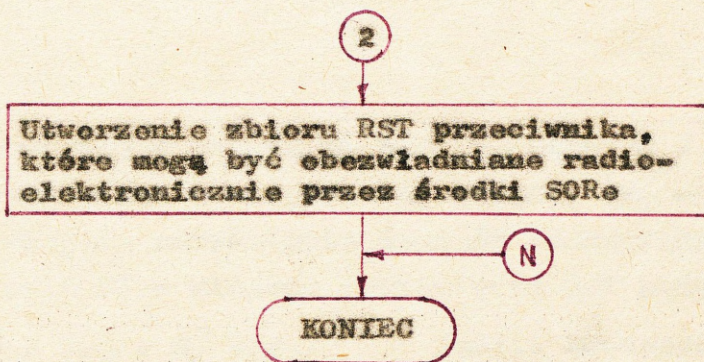 2
Utworzenie zbioru RST przeciwnika,
które mogą być obezwładniane radio-
elektronicznie przez środki SORe
N
KONIEC